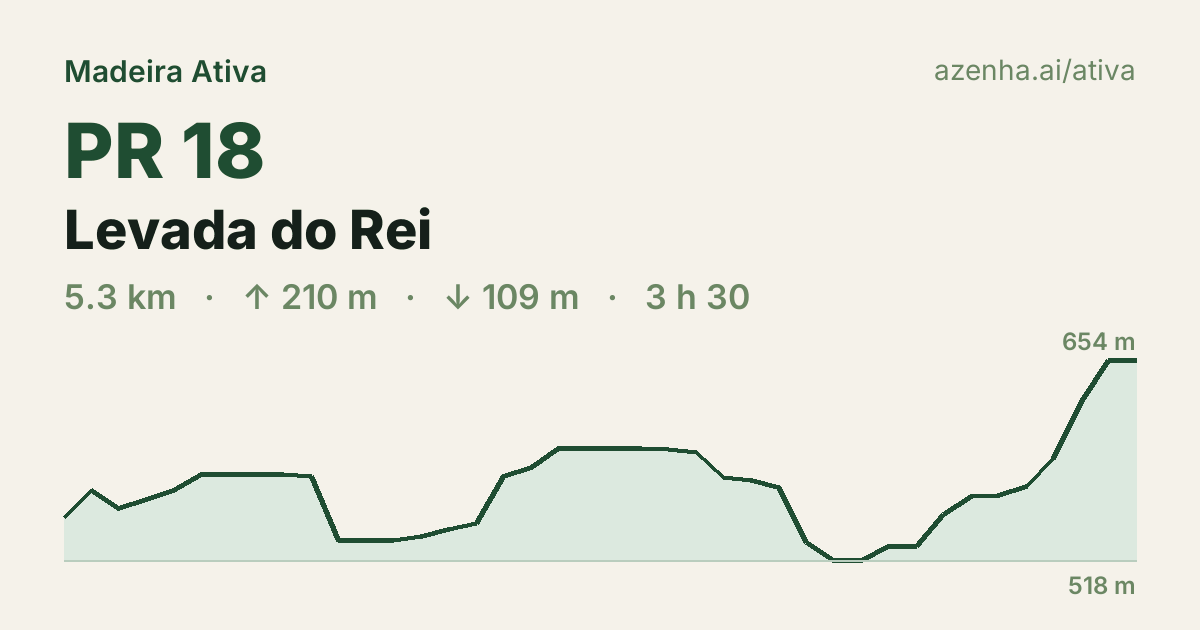 Madeira Ativa
azenha.ai/ativa
PR 18
Levada do Rei
5.3 km · ↑ 210 m · ↓ 109 m · 3 h 30
654 m
518 m